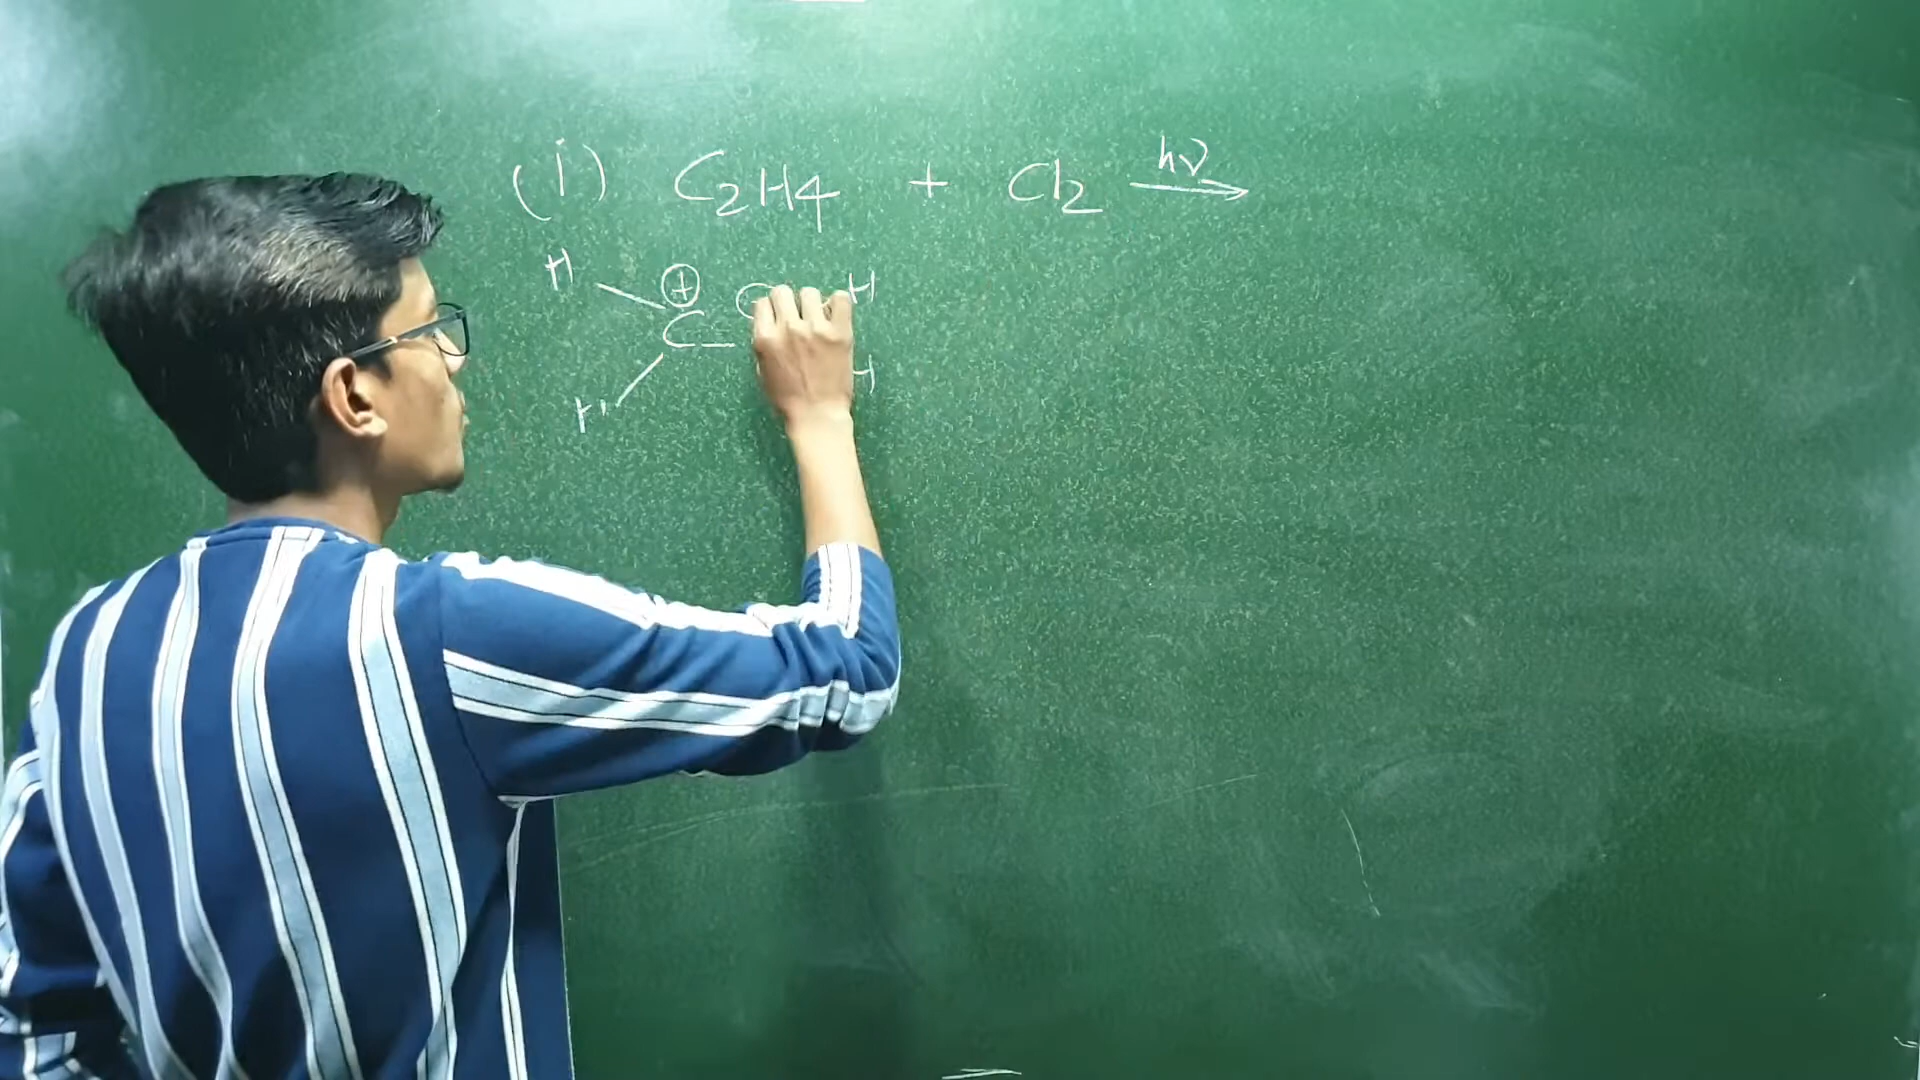 (i) C2H4 + Cl2 hν →
H ⊕ H
C –
H H